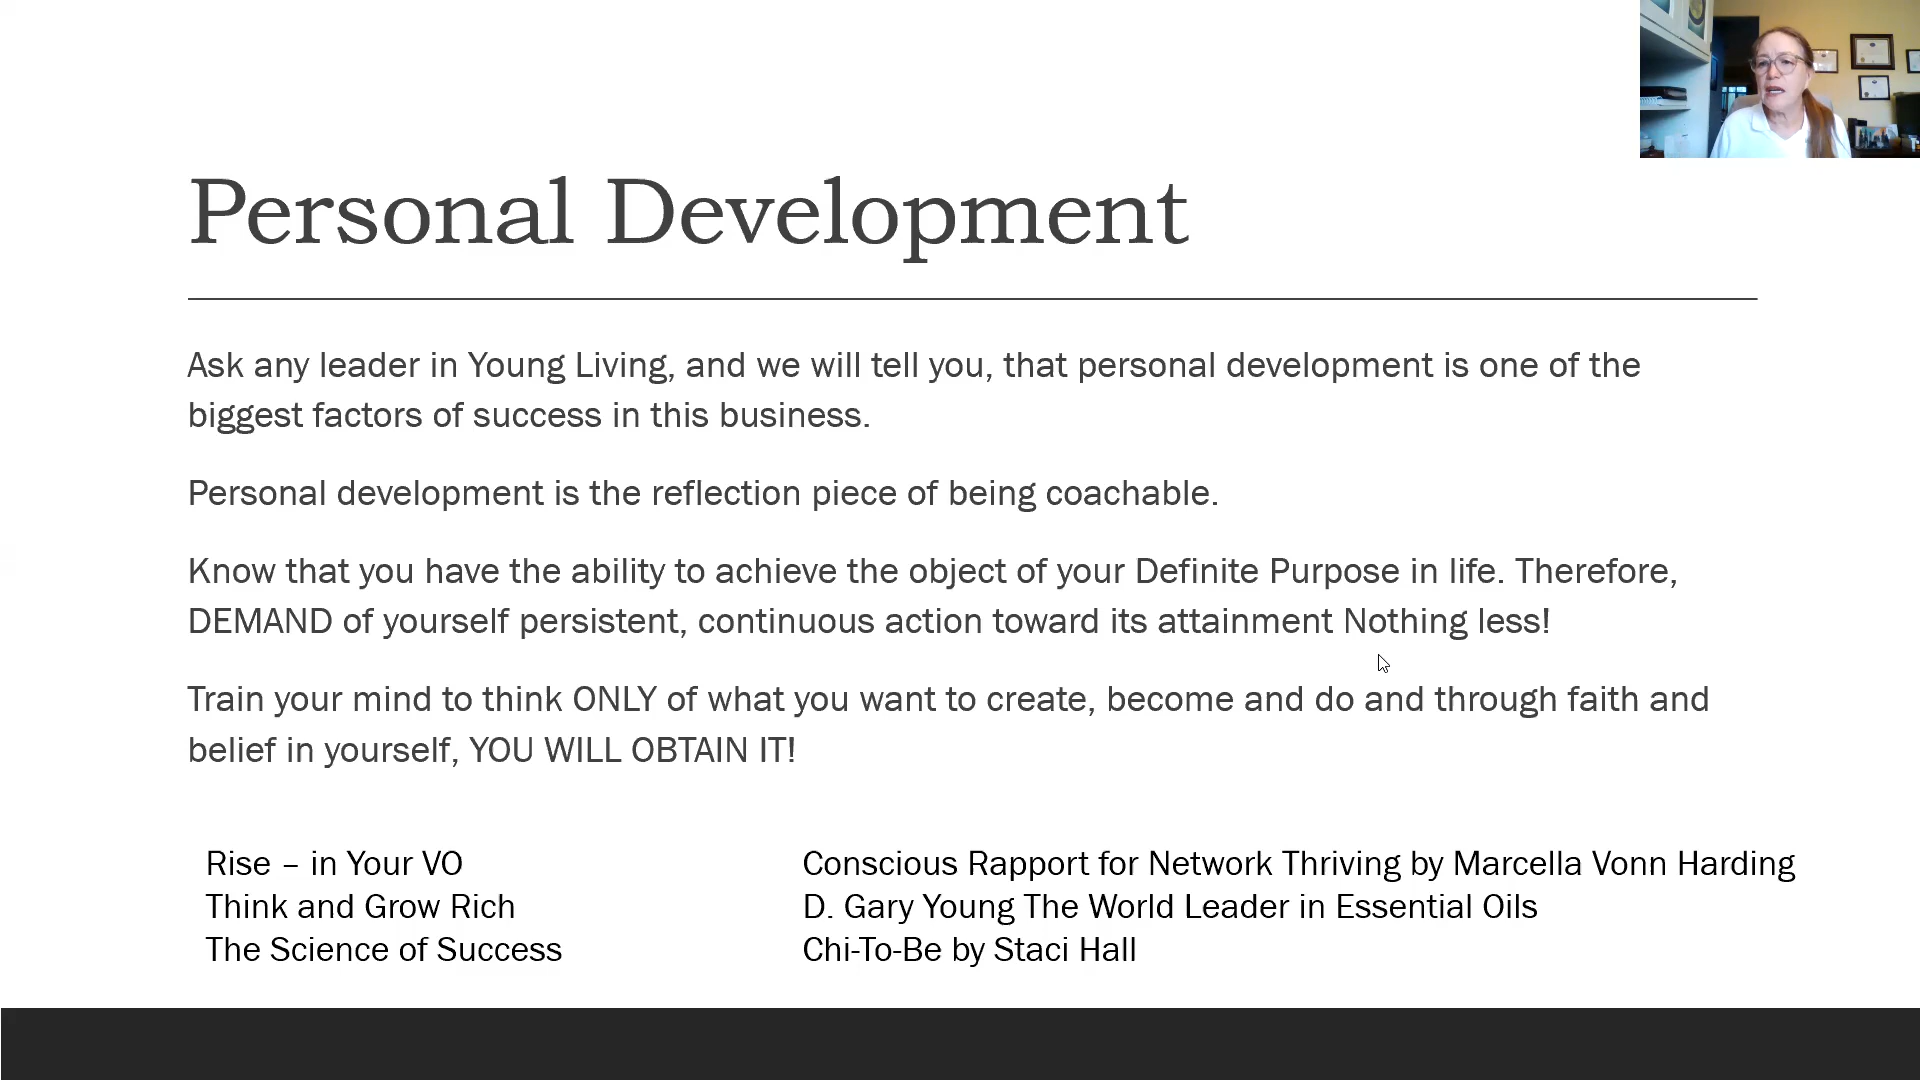 Personal Development
Ask any leader in Young Living, and we will tell you, that personal development is one of the
biggest factors of success in this business.
Personal development is the reflection piece of being coachable.
Know that you have the ability to achieve the object of your Definite Purpose in life. Therefore,
DEMAND of yourself persistent, continuous action toward its attainment Nothing less!
Train your mind to think ONLY of what you want to create, become and do and through faith and
belief in yourself, YOU WILL OBTAIN IT!
Rise – in Your VO
Think and Grow Rich
The Science of Success
Conscious Rapport for Network Thriving by Marcella Vonn Harding
D. Gary Young The World Leader in Essential Oils
Chi-To-Be by Staci Hall